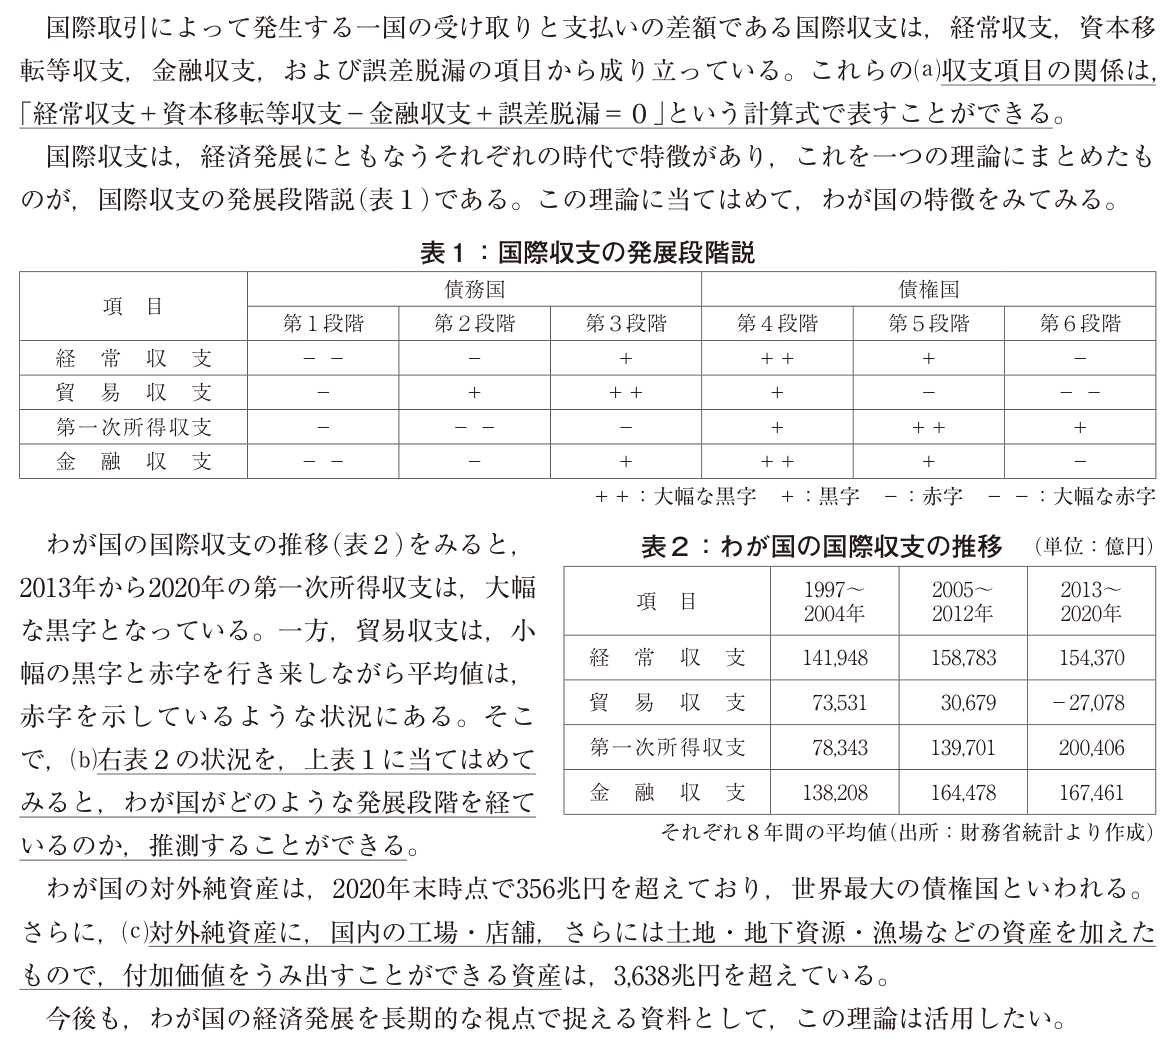 国際取引によって発生する一国の受け取りと支払いの差額である国際収支は，経常収支，資本移
転等収支，金融収支，および誤差脱漏の項目から成り立っている。これらの(a)収支項目の関係は，
「経常収支＋資本移転等収支－金融収支＋誤差脱漏＝０」という計算式で表すことができる。
国際収支は，経済発展にともなうそれぞれの時代で特徴があり，これを一つの理論にまとめたも
のが，国際収支の発展段階説(表１)である。この理論に当てはめて，わが国の特徴をみてみる。
表１：国際収支の発展段階説
項　目 債務国 債権国
第１段階 第２段階 第３段階 第４段階 第５段階 第６段階
経常収支 －－ － ＋ ＋＋ ＋ －
貿易収支 － ＋ ＋＋ ＋ － －－
第一次所得収支 － －－ － ＋ ＋＋ ＋
金融収支 －－ － ＋ ＋＋ ＋ －
＋＋：大幅な黒字　＋：黒字　－：赤字　－－：大幅な赤字
わが国の国際収支の推移(表２)をみると，
2013年から2020年の第一次所得収支は，大幅
な黒字となっている。一方，貿易収支は，小
幅の黒字と赤字を行き来しながら平均値は，
赤字を示しているような状況にある。そこ
で，(b)右表２の状況を，上表１に当てはめて
みると，わが国がどのような発展段階を経て
いるのか，推測することができる。
表２：わが国の国際収支の推移　(単位：億円)
項　目 1997～2004年 2005～2012年 2013～2020年
経常収支 141,948 158,783 154,370
貿易収支 73,531 30,679 －27,078
第一次所得収支 78,343 139,701 200,406
金融収支 138,208 164,478 167,461
それぞれ８年間の平均値(出所：財務省統計より作成)
わが国の対外純資産は，2020年末時点で356兆円を超えており，世界最大の債権国といわれる。
さらに，(c)対外純資産に，国内の工場・店舗，さらには土地・地下資源・漁場などの資産を加えた
もので，付加価値をうみ出すことができる資産は，3,638兆円を超えている。
今後も，わが国の経済発展を長期的な視点で捉える資料として，この理論は活用したい。